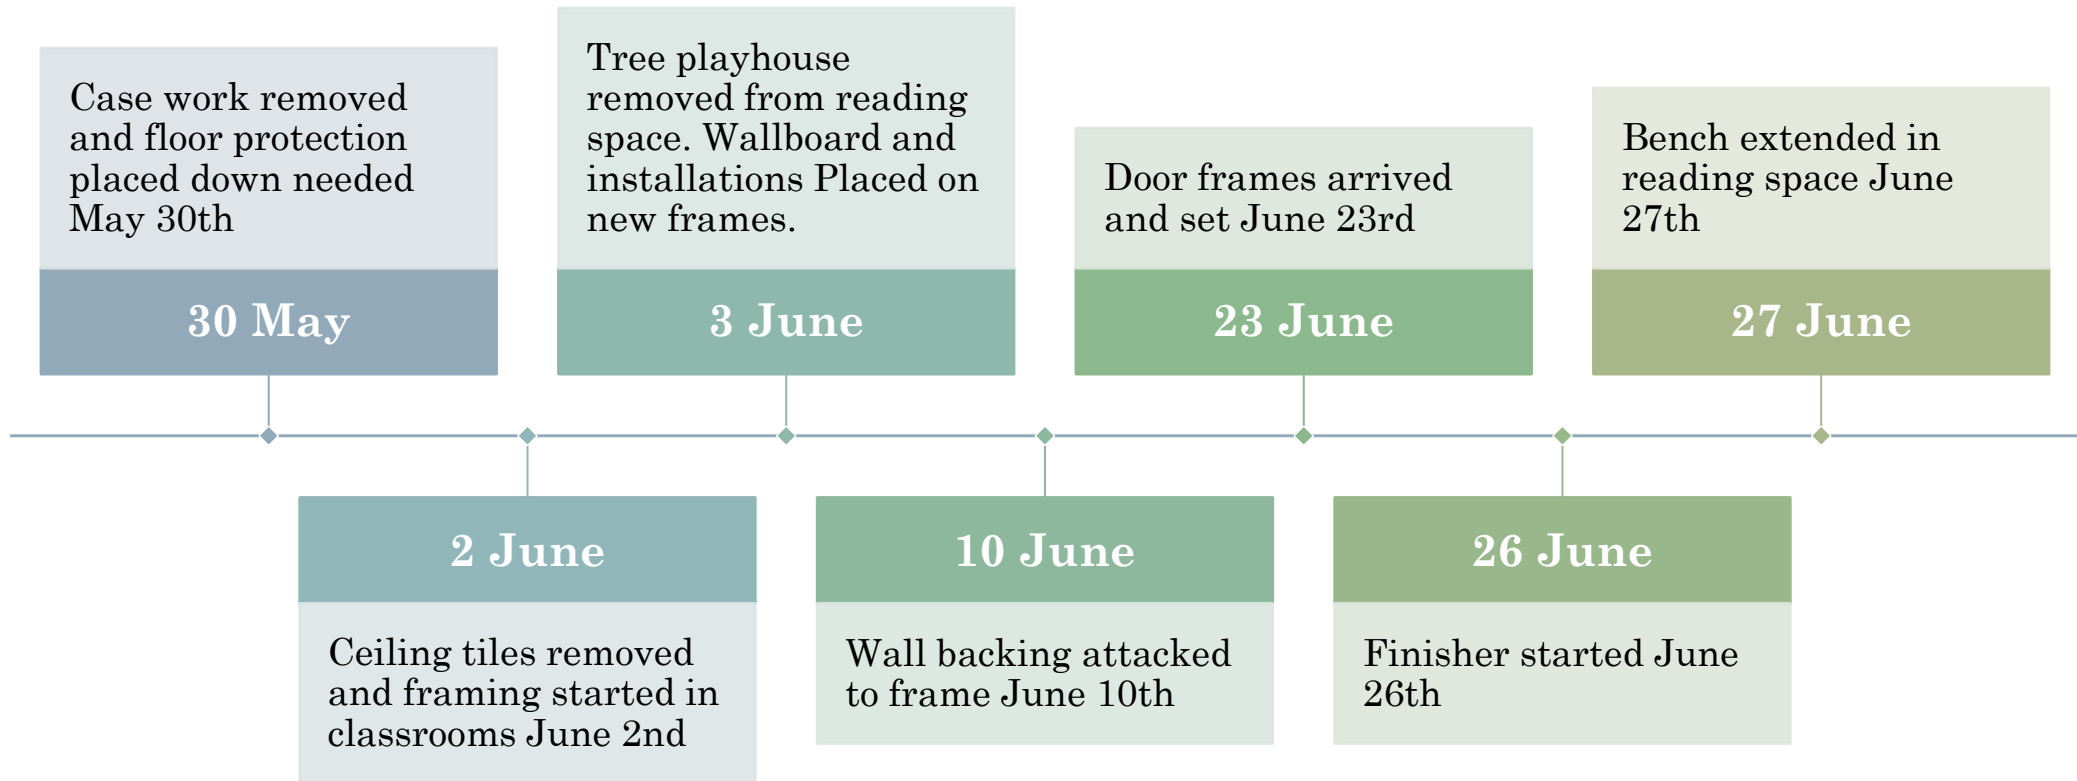 Case work removed
and floor protection
placed down needed
May 30th
30 May
Ceiling tiles removed
and framing started in
classrooms June 2nd
2 June
Tree playhouse
removed from reading
space. Wallboard and
installations Placed on
new frames.
3 June
Wall backing attacked
to frame June 10th
10 June
Door frames arrived
and set June 23rd
23 June
Finisher started June
26th
26 June
Bench extended in
reading space June
27th
27 June